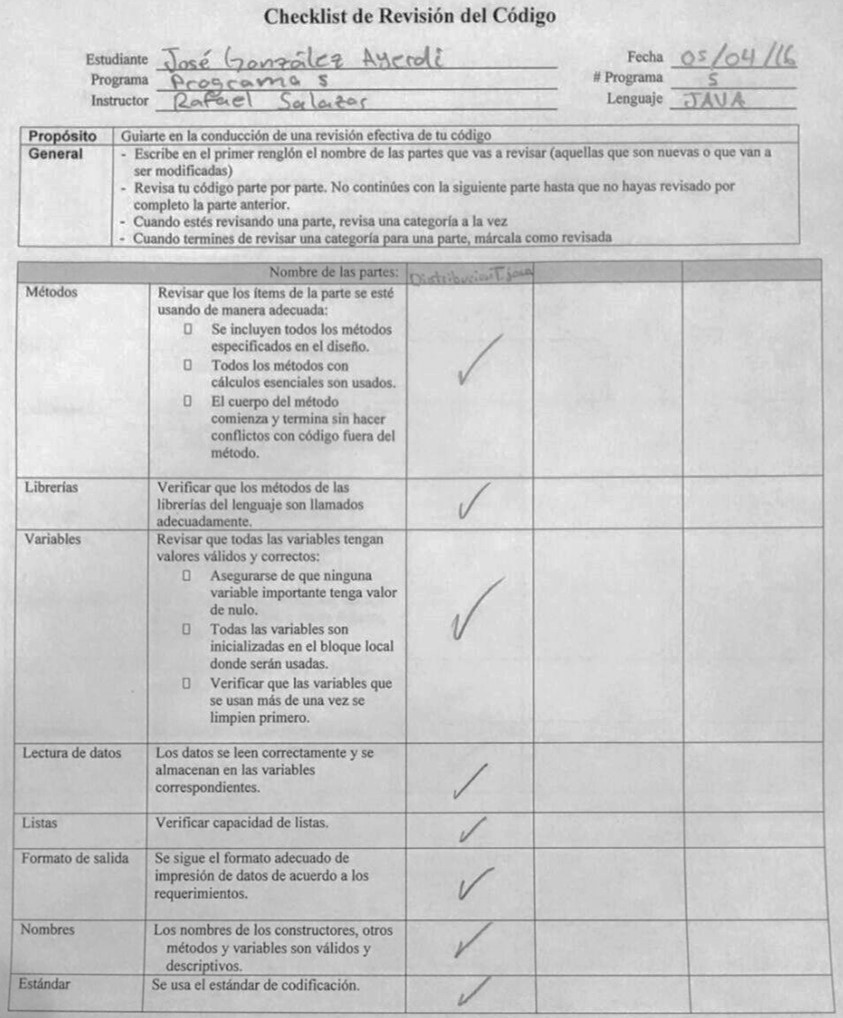 Checklist de Revisión del Código
Estudiante José González Ayerdi Fecha 05/04/16
Programa Programa 5 # Programa 5
Instructor Rafael Salazar Lenguaje JAVA
Propósito Guiarte en la conducción de una revisión efectiva de tu código
General - Escribe en el primer renglón el nombre de las partes que vas a revisar (aquellas que son nuevas o que van a
ser modificadas)
- Revisa tu código parte por parte. No continúes con la siguiente parte hasta que no hayas revisado por
completo la parte anterior.
- Cuando estés revisando una parte, revisa una categoría a la vez
- Cuando termines de revisar una categoría para una parte, márcala como revisada
Nombre de las partes: DistribucionT.java
Métodos Revisar que los ítems de la parte se esté
usando de manera adecuada:
Se incluyen todos los métodos
especificados en el diseño.
Todos los métodos con
cálculos esenciales son usados.
El cuerpo del método
comienza y termina sin hacer
conflictos con código fuera del
método.
Librerías Verificar que los métodos de las
librerías del lenguaje son llamados
adecuadamente.
Variables Revisar que todas las variables tengan
valores válidos y correctos:
Asegurarse de que ninguna
variable importante tenga valor
de nulo.
Todas las variables son
inicializadas en el bloque local
donde serán usadas.
Verificar que las variables que
se usan más de una vez se
limpien primero.
Lectura de datos Los datos se leen correctamente y se
almacenan en las variables
correspondientes.
Listas Verificar capacidad de listas.
Formato de salida Se sigue el formato adecuado de
impresión de datos de acuerdo a los
requerimientos.
Nombres Los nombres de los constructores, otros
métodos y variables son válidos y
descriptivos.
Estándar Se usa el estándar de codificación.